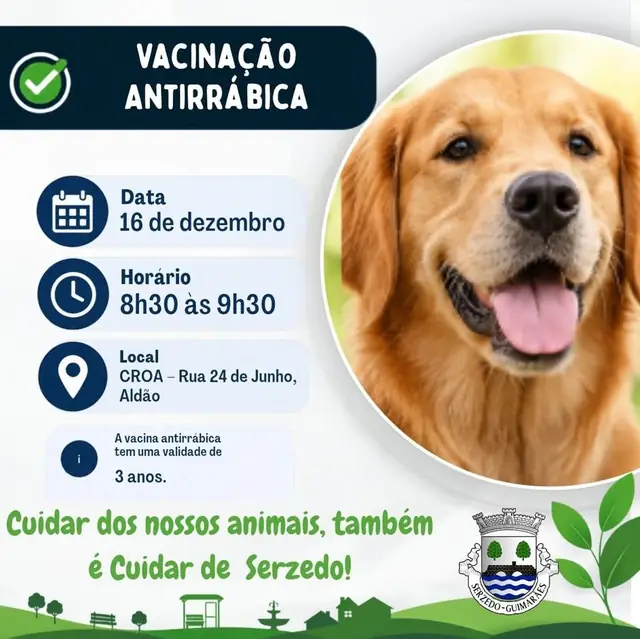 VACINAÇÃO
ANTIRRÁBICA
Data
16 de dezembro
Horário
8h30 às 9h30
Local
CROA – Rua 24 de Junho,
Aldão
i
A vacina antirrábica
tem uma validade de
3 anos.
Cuidar dos nossos animais, também
é Cuidar de Serzedo!
SERZEDO - GUIMARÃES